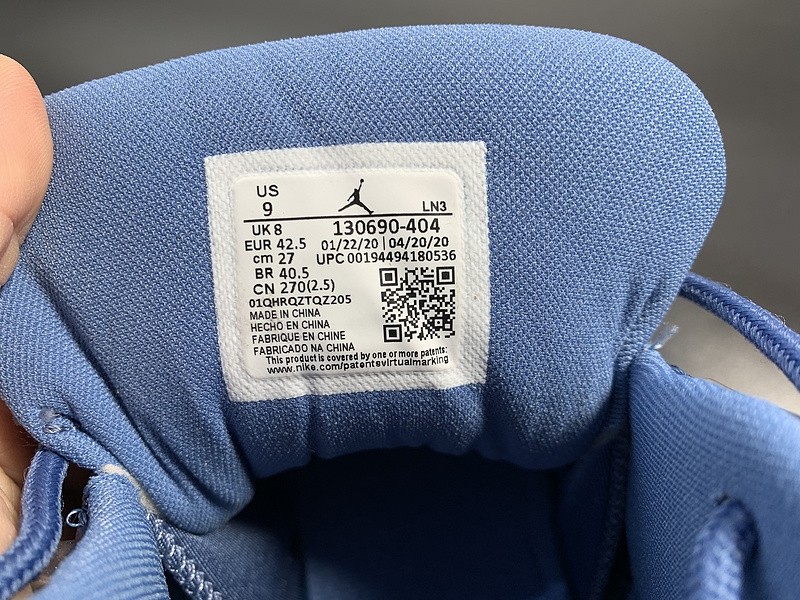 US
9
LN3
UK 8
130690-404
EUR 42.5
01/22/20 | 04/20/20
cm 27
UPC 00194494180536
BR 40.5
CN 270(2.5)
01QHRQZTQZ205
MADE IN CHINA
HECHO EN CHINA
FABRIQUE EN CHINE
FABRICADO NA CHINA
This product is covered by one or more patents:
www.nike.com/patentsvirtualmarking